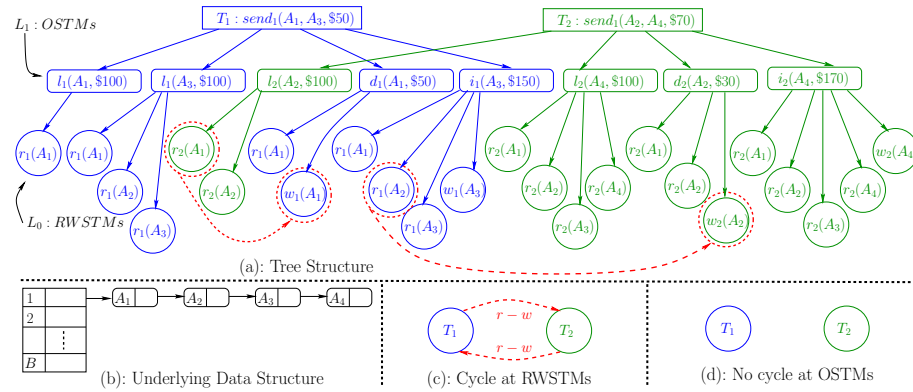 L₁ : OSTMs
T₁ : send₁(A₁, A₃, $50)
T₂ : send₁(A₂, A₄, $70)
l₁(A₁, $100) l₁(A₃, $100) l₂(A₂, $100) d₁(A₁, $50) i₁(A₃, $150) l₂(A₄, $100) d₂(A₂, $30) i₂(A₄, $170)
r₁(A₁) r₁(A₁) r₂(A₁) r₁(A₁) r₁(A₁) r₂(A₁) r₂(A₁) r₂(A₁) w₂(A₄
r₁(A₂) r₂(A₂) w₁(A₁) r₁(A₂) w₁(A₃) r₂(A₂) r₂(A₄) r₂(A₂) r₂(A₂) r₂(A₄)
L₀ : RWSTMs r₁(A₃) r₁(A₃) r₂(A₃) w₂(A₂ r₂(A₃)
(a): Tree Structure
1 A₁ A₂ A₃ A₄
2
B
(b): Underlying Data Structure
r − w
T₁ T₂
r − w
(c): Cycle at RWSTMs
T₁ T₂
(d): No cycle at OSTMs